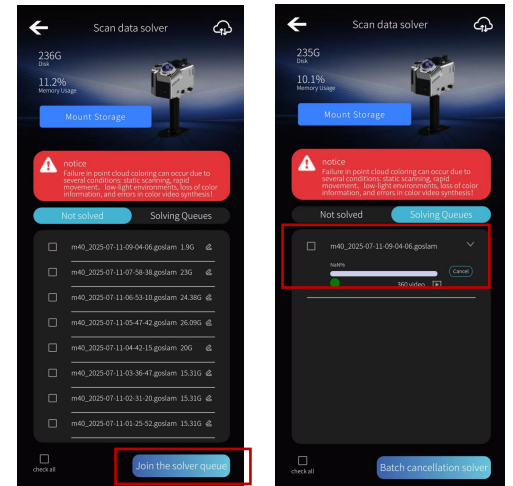 Scan data solver
236G
Disk
11.2%
Memory Usage
Mount Storage
notice
Failure in point cloud coloring can occur due to
several conditions: static scanning, rapid
movement, low-light environments, loss of color
information, and errors in color video synthesis!
Not solved
Solving Queues
m40_2025-07-11-09-04-06.goslam 1.9G
m40_2025-07-11-07-58-38.goslam 23G
m40_2025-07-11-06-53-10.goslam 24.38G
m40_2025-07-11-05-47-42.goslam 26.09G
m40_2025-07-11-04-42-15.goslam 20G
m40_2025-07-11-03-36-47.goslam 15.31G
m40_2025-07-11-02-31-20.goslam 15.31G
m40_2025-07-11-01-25-52.goslam 15.31G
check all
Join the solver queue
Scan data solver
235G
Disk
10.1%
Memory Usage
Mount Storage
notice
Failure in point cloud coloring can occur due to
several conditions: static scanning, rapid
movement, low-light environments, loss of color
information, and errors in color video synthesis!
Not solved
Solving Queues
m40_2025-07-11-09-04-06.goslam
NaN%
Cancel
360 video
check all
Batch cancellation solver